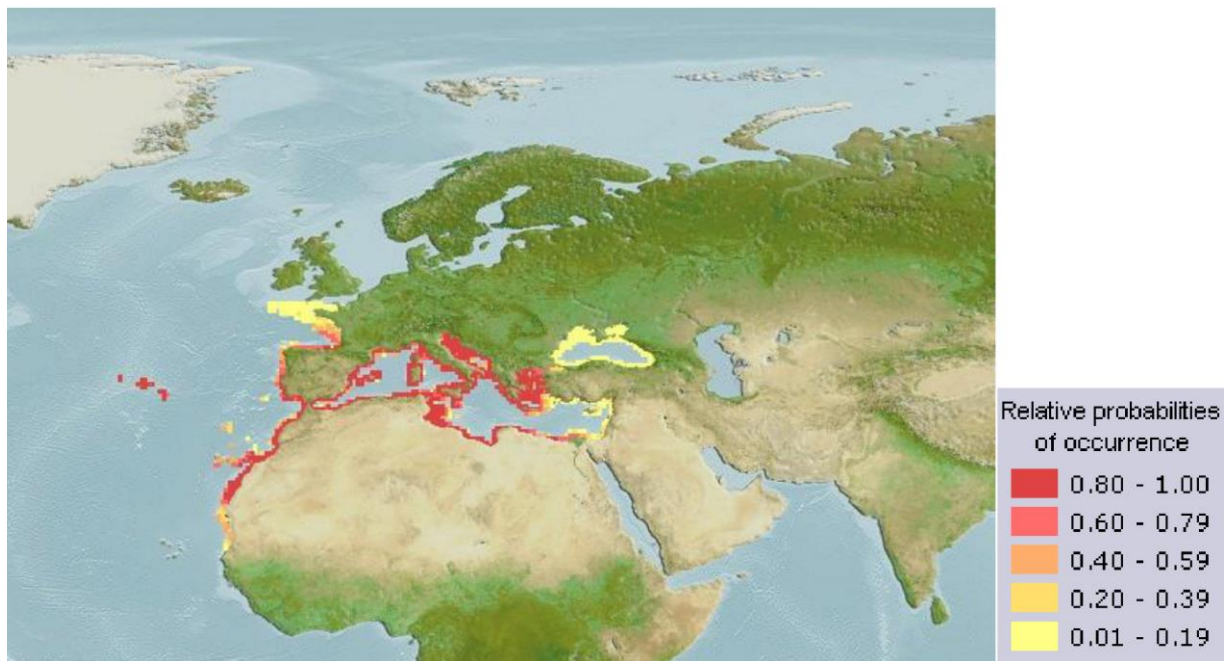 Relative probabilities
of occurrence
0.80 - 1.00
0.60 - 0.79
0.40 - 0.59
0.20 - 0.39
0.01 - 0.19